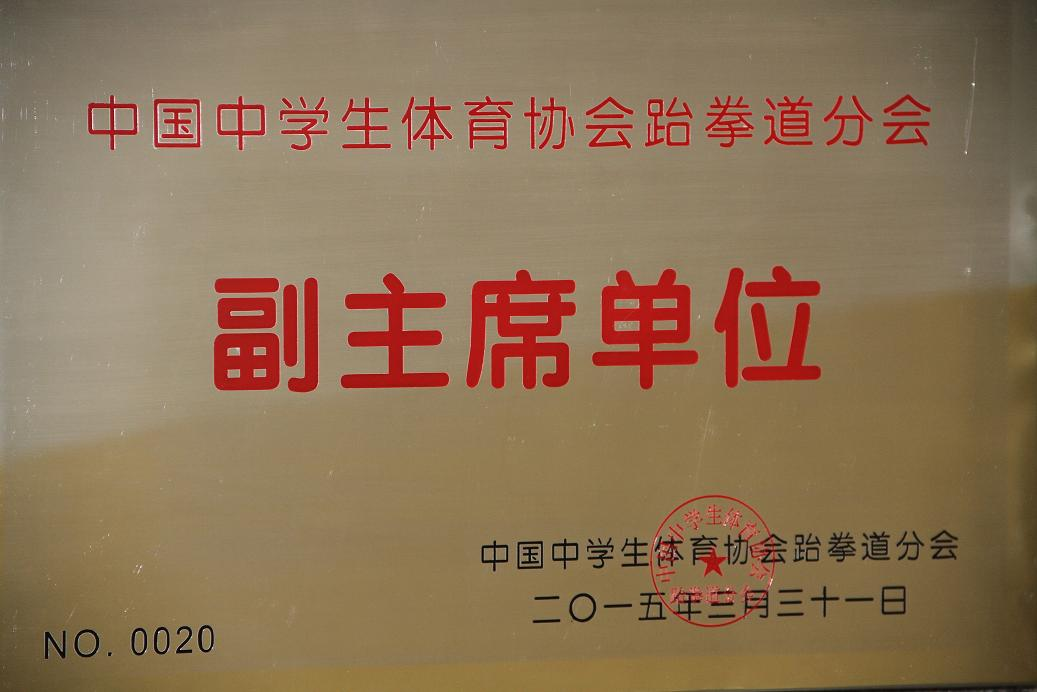 中国中学生体育协会跆拳道分会
副主席单位
中国中学生体育协会跆拳道分会
二〇一五年三月三十一日
NO. 0020